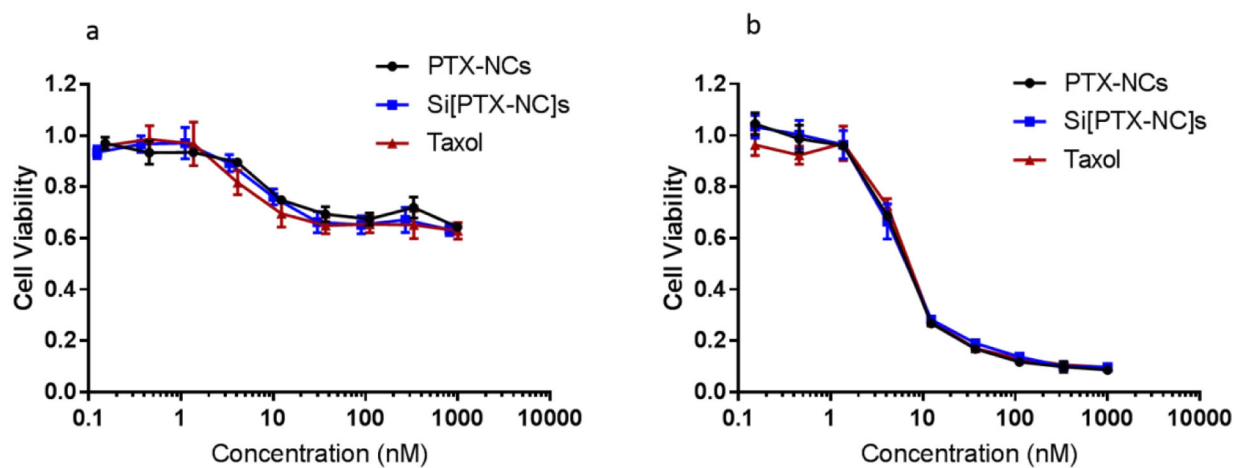 a
PTX-NCs
Si[PTX-NC]s
Taxol
1.2
1.0
0.8
0.6
0.4
0.2
0.0
Cell Viability
0.1 1 10 100 1000 10000
Concentration (nM)
b
PTX-NCs
Si[PTX-NC]s
Taxol
1.2
1.0
0.8
0.6
0.4
0.2
0.0
Cell Viability
0.1 1 10 100 1000 10000
Concentration (nM)